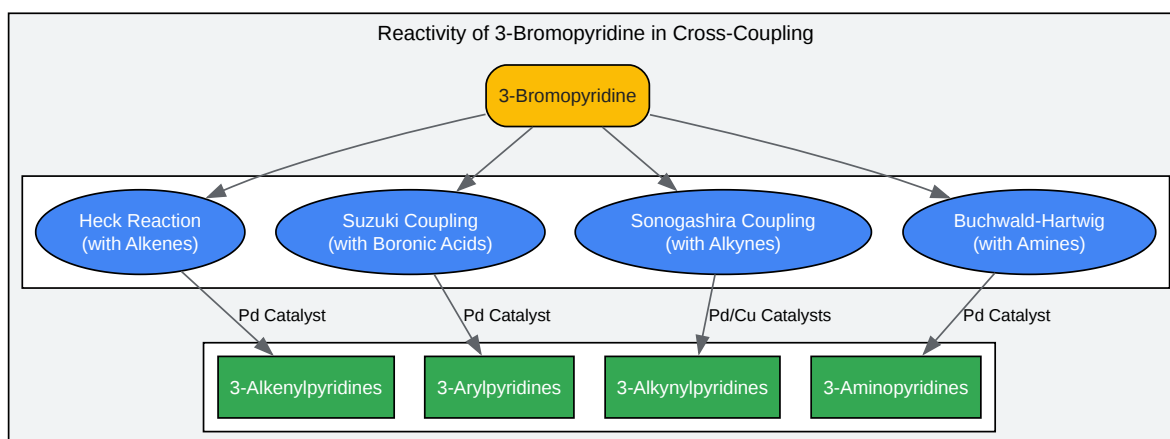 Reactivity of 3-Bromopyridine in Cross-Coupling
3-Bromopyridine
Heck Reaction
(with Alkenes)
Suzuki Coupling
(with Boronic Acids)
Sonogashira Coupling
(with Alkynes)
Buchwald-Hartwig
(with Amines)
Pd Catalyst
Pd Catalyst
Pd/Cu Catalysts
Pd Catalyst
3-Alkenylpyridines
3-Arylpyridines
3-Alkynylpyridines
3-Aminopyridines